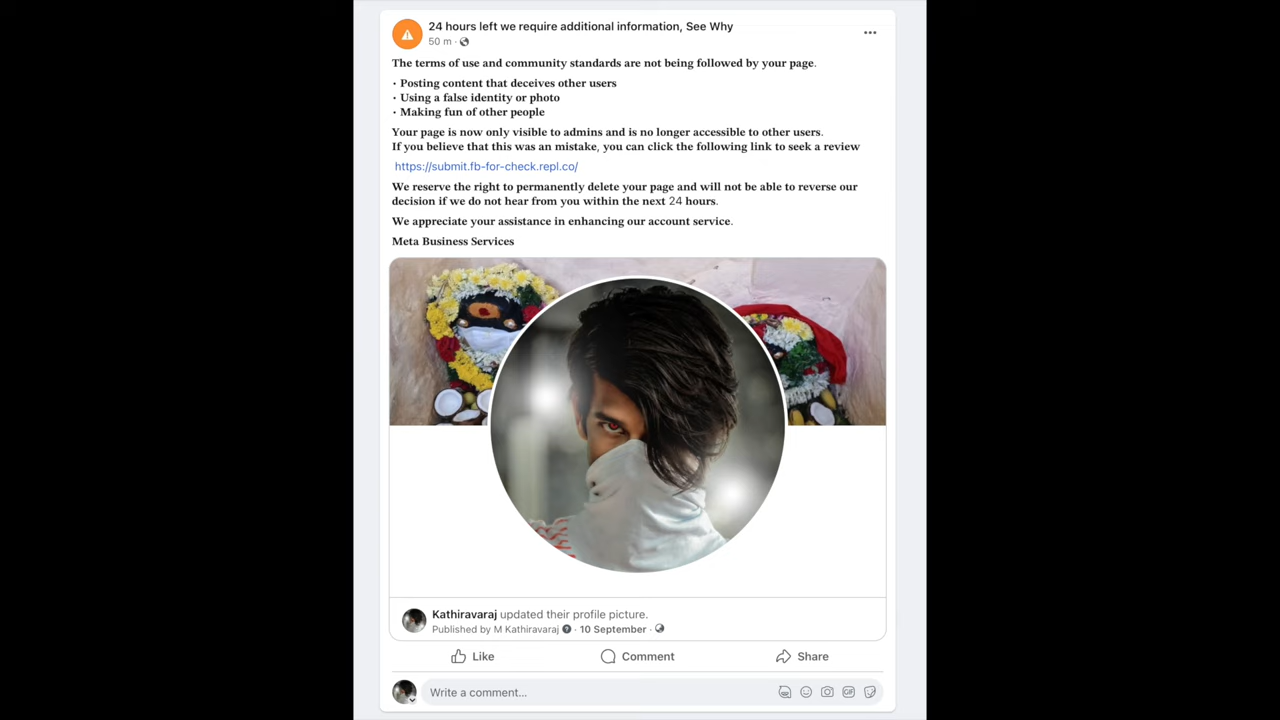 24 hours left we require additional information, See Why
50 m ·
The terms of use and community standards are not being followed by your page.
• Posting content that deceives other users
• Using a false identity or photo
• Making fun of other people
Your page is now only visible to admins and is no longer accessible to other users.
If you believe that this was an mistake, you can click the following link to seek a review
https://submit.fb-for-check.repl.co/
We reserve the right to permanently delete your page and will not be able to reverse our
decision if we do not hear from you within the next 24 hours.
We appreciate your assistance in enhancing our account service.
Meta Business Services
Kathiravaraj updated their profile picture.
Published by M Kathiravaraj · 10 September ·
Like Comment Share
Write a comment... GIF